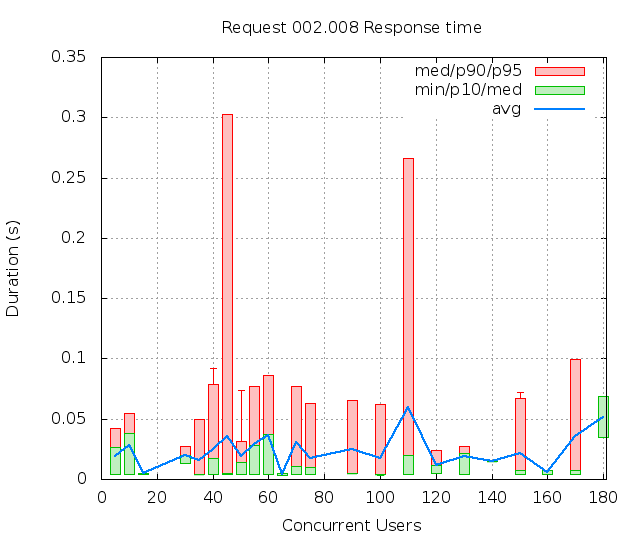 Request 002.008 Response time
0.35
0.3
0.25
0.2
0.15
0.1
0.05
0
Duration (s)
med/p90/p95
min/p10/med
avg
0 20 40 60 80 100 120 140 160 180
Concurrent Users